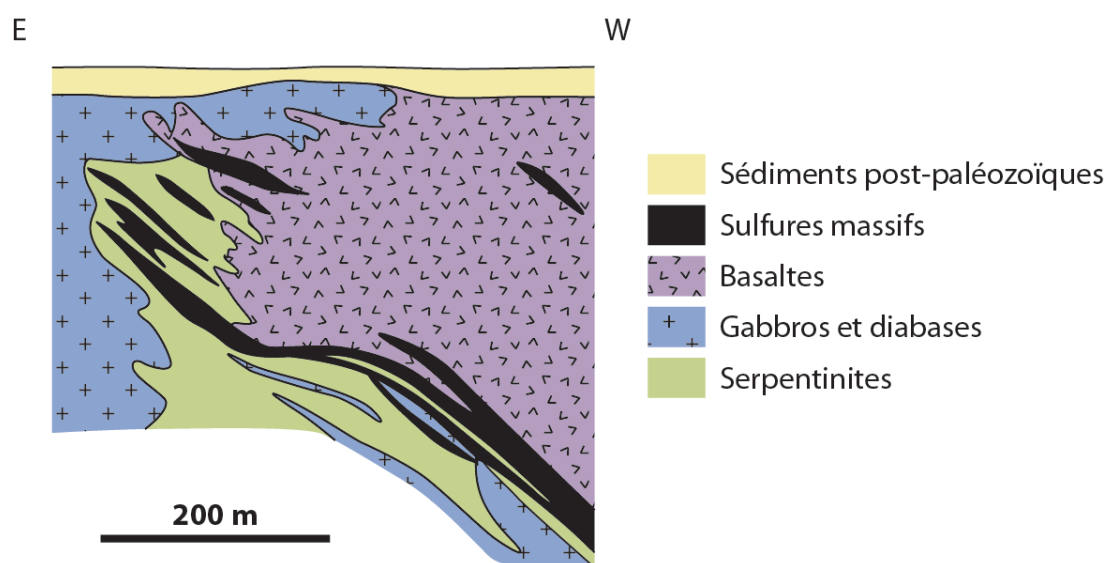 E
W
Sédiments post-paléozoïques
Sulfures massifs
Basaltes
Gabbros et diabases
Serpentinites
200 m